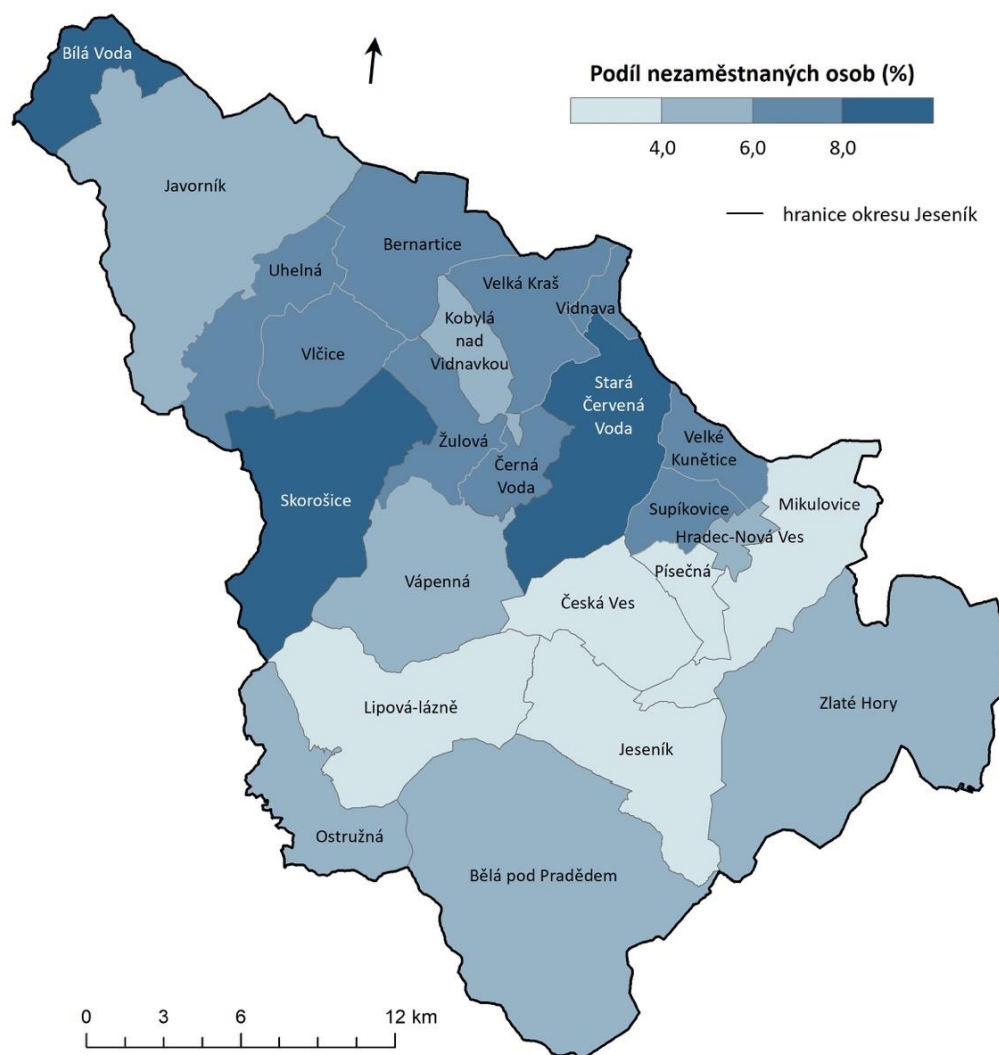 Bílá Voda
Podíl nezaměstnaných osob (%)
4,0 6,0 8,0
hranice okresu Jeseník
Javorník
Bernartice
Uhelná
Velká Kraš
Vidnava
Kobylá
nad
Vidnavkou
Vlčice
Stará
Červená
Voda
Žulová
Velké
Kunětice
Černá
Voda
Skorošice
Mikulovice
Supíkovice
Hradec-Nová Ves
Písečná
Vápenná
Česká Ves
Lipová-lázně
Zlaté Hory
Jeseník
Ostružná
Bělá pod Pradědem
0 3 6 12 km